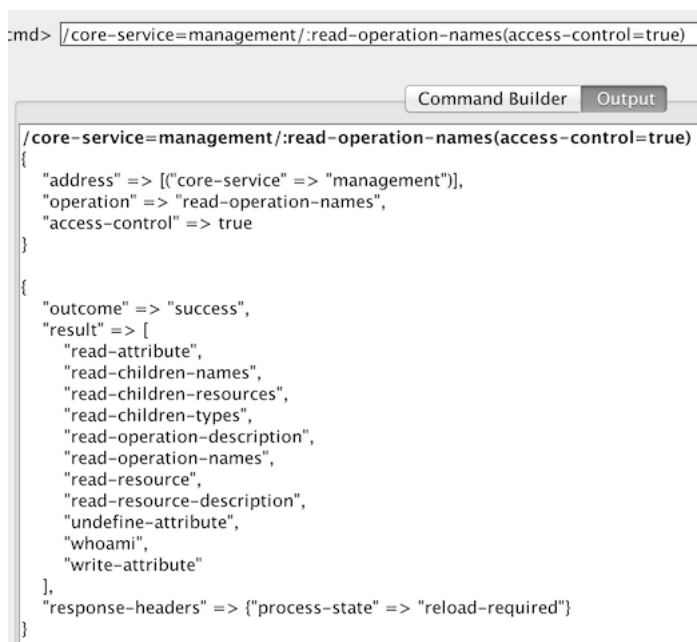 cmd> /core-service=management/:read-operation-names(access-control=true)
Command Builder Output
/core-service=management/:read-operation-names(access-control=true)
{
"address" => [("core-service" => "management")],
"operation" => "read-operation-names",
"access-control" => true
}
{
"outcome" => "success",
"result" => [
"read-attribute",
"read-children-names",
"read-children-resources",
"read-children-types",
"read-operation-description",
"read-operation-names",
"read-resource",
"read-resource-description",
"undefine-attribute",
"whoami",
"write-attribute"
],
"response-headers" => {"process-state" => "reload-required"}
}